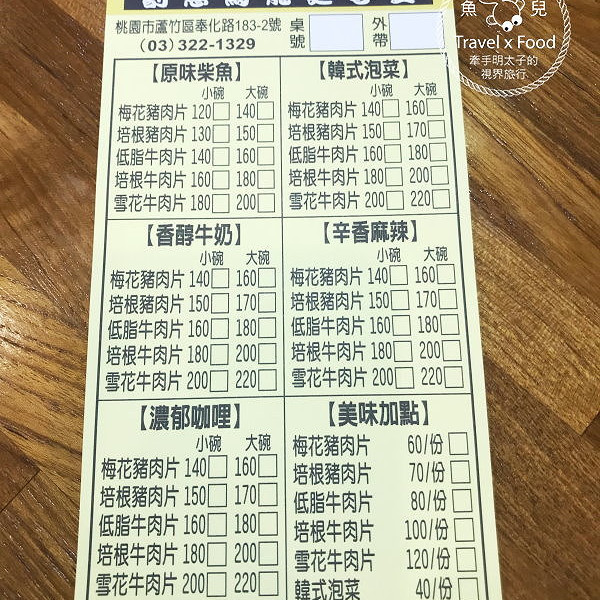 桃園市蘆竹區奉化路183-2號
(03) 322-1329
桌號
外帶
魚 兒
Travel x Food
牽手明太子的
視界旅行
【原味柴魚】
小碗 大碗
梅花豬肉片 120 140
培根豬肉片 130 150
低脂牛肉片 140 160
培根牛肉片 160 180
雪花牛肉片 180 200
【韓式泡菜】
小碗 大碗
梅花豬肉片 140 160
培根豬肉片 150 170
低脂牛肉片 160 180
培根牛肉片 180 200
雪花牛肉片 200 220
【香醇牛奶】
小碗 大碗
梅花豬肉片 140 160
培根豬肉片 150 170
低脂牛肉片 160 180
培根牛肉片 180 200
雪花牛肉片 200 220
【辛香麻辣】
小碗 大碗
梅花豬肉片 140 160
培根豬肉片 150 170
低脂牛肉片 160 180
培根牛肉片 180 200
雪花牛肉片 200 220
【濃郁咖哩】
小碗 大碗
梅花豬肉片 140 160
培根豬肉片 150 170
低脂牛肉片 160 180
培根牛肉片 180 200
雪花牛肉片 200 220
【美味加點】
梅花豬肉片 60/份
培根豬肉片 70/份
低脂牛肉片 80/份
培根牛肉片 100/份
雪花牛肉片 120/份
韓式泡菜 40/份